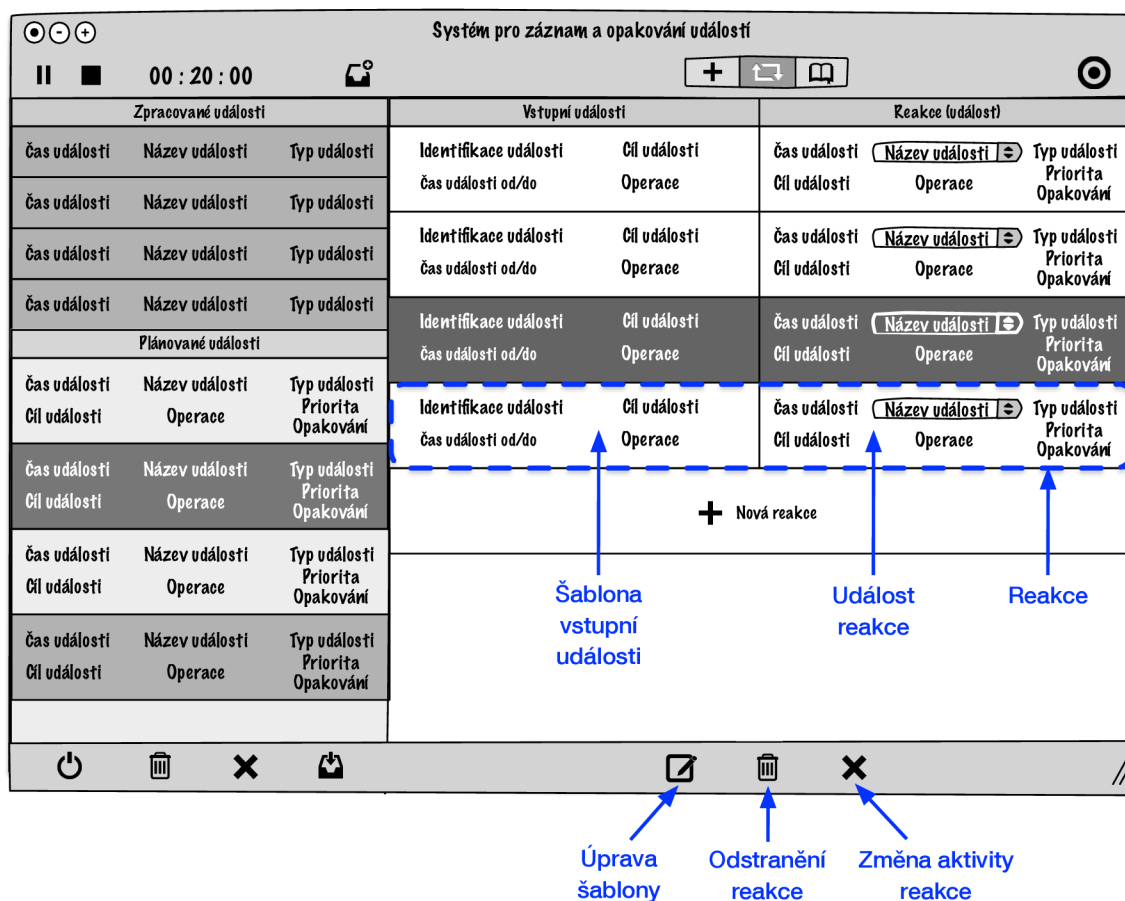 Systém pro záznam a opakování událostí
00 : 20 : 00
Zpracované události
Čas události Název události Typ události
Čas události Název události Typ události
Čas události Název události Typ události
Čas události Název události Typ události
Plánované události
Čas události Název události Typ události
Cíl události Operace Priorita
Opakování
Čas události Název události Typ události
Cíl události Operace Priorita
Opakování
Čas události Název události Typ události
Cíl události Operace Priorita
Opakování
Čas události Název události Typ události
Cíl události Operace Priorita
Opakování
Vstupní události Reakce (událost)
Identifikace události Cíl události Čas události Název události Typ události
Čas události od/do Operace Cíl události Operace Priorita
Opakování
Identifikace události Cíl události Čas události Název události Typ události
Čas události od/do Operace Cíl události Operace Priorita
Opakování
Identifikace události Cíl události Čas události Název události Typ události
Čas události od/do Operace Cíl události Operace Priorita
Opakování
Identifikace události Cíl události Čas události Název události Typ události
Čas události od/do Operace Cíl události Operace Priorita
Opakování
Nová reakce
Šablona
vstupní
události
Událost
reakce
Reakce
Úprava
šablony
Odstranění
reakce
Změna aktivity
reakce